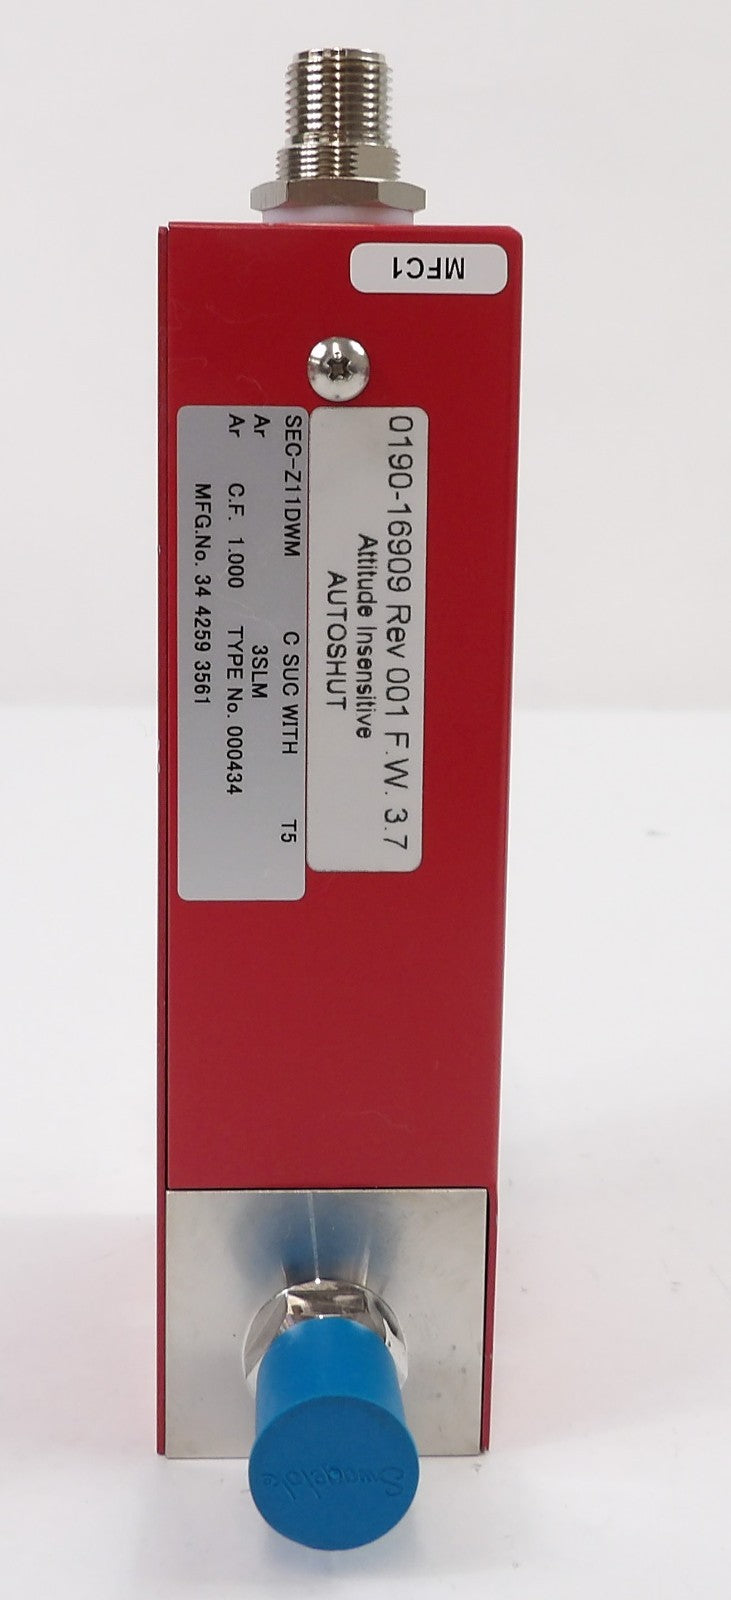 MFC1
0190-16909 Rev 001 F.W. 3.7
Attitude Insensitive
AUTOSHUT
SEC-Z11DWM C SUC WITH T5
Ar 3SLM
Ar C.F. 1.000 TYPE No. 000434
MFG.No. 34 4259 3561
Swagelok